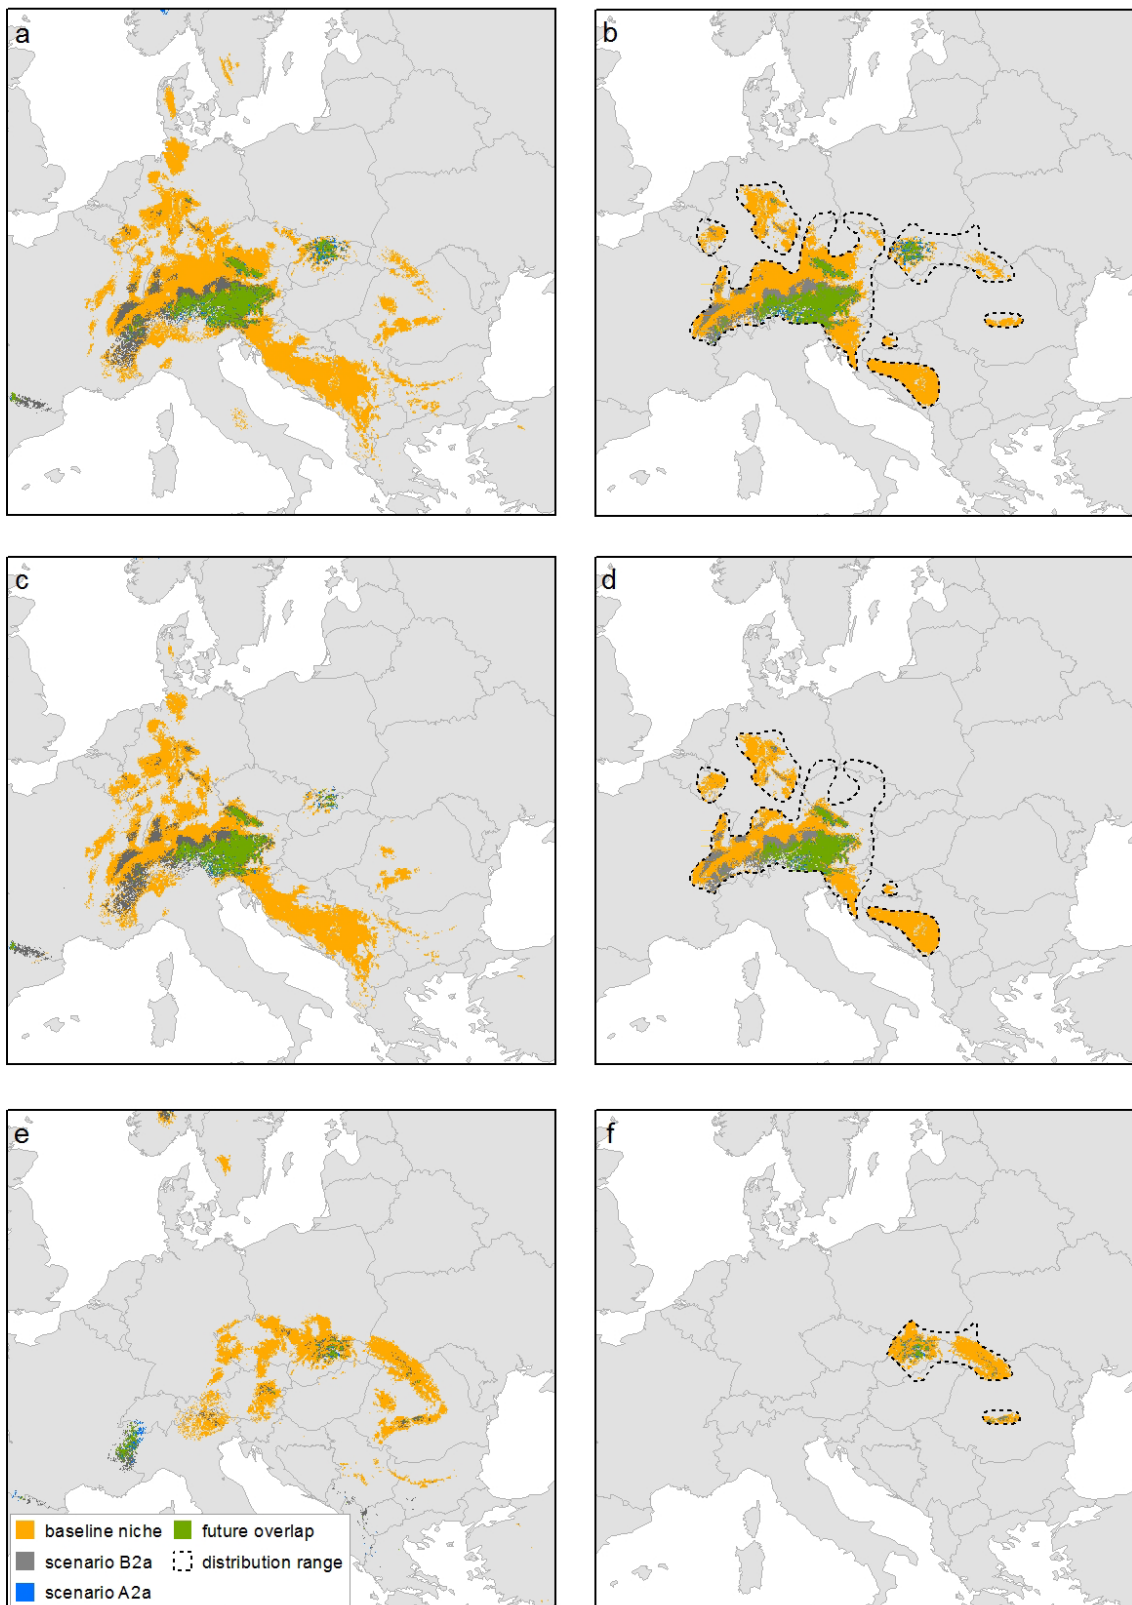 a
b
c
d
e
f
baseline niche
future overlap
scenario B2a
distribution range
scenario A2a